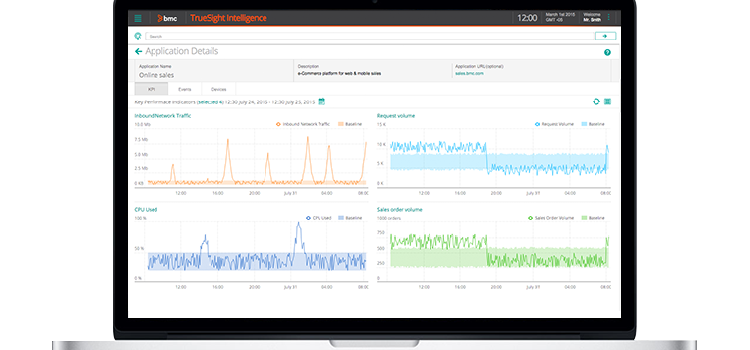 bmc TrueSight Intelligence 12:00 March 1st 2015 Welcome
GMT -05 Mr. Smith
Search
Application Details
Application Name Description Application URL(optional)
Online sales e-Commerce platform for web & mobile sales sales.bmc.com
KPI Events Devices
Key Performance Indicators (selected 4) 12:30 July 24, 2015 - 12:30 July 25, 2015
InboundNetwork Traffic Request volume
10.0 Mb Inbound Network Traffic Baseline 15 K Request Volume Baseline
7.5 Mb 10 K
5.0 Mb
2.5 Mb 5 K
0 KB 0 K
12:00 16:00 20:00 July 31 04:00 08:00 12:00 16:00 20:00 July 31 04:00 08:00
CPU Used Sales order volume
100 % CPU Used Baseline 1000 orders Sales Order Volume Baseline
750
50 % 500
250
0 % 0
12:00 16:00 20:00 July 31 04:00 08:00 12:00 16:00 20:00 July 31 04:00 08:00